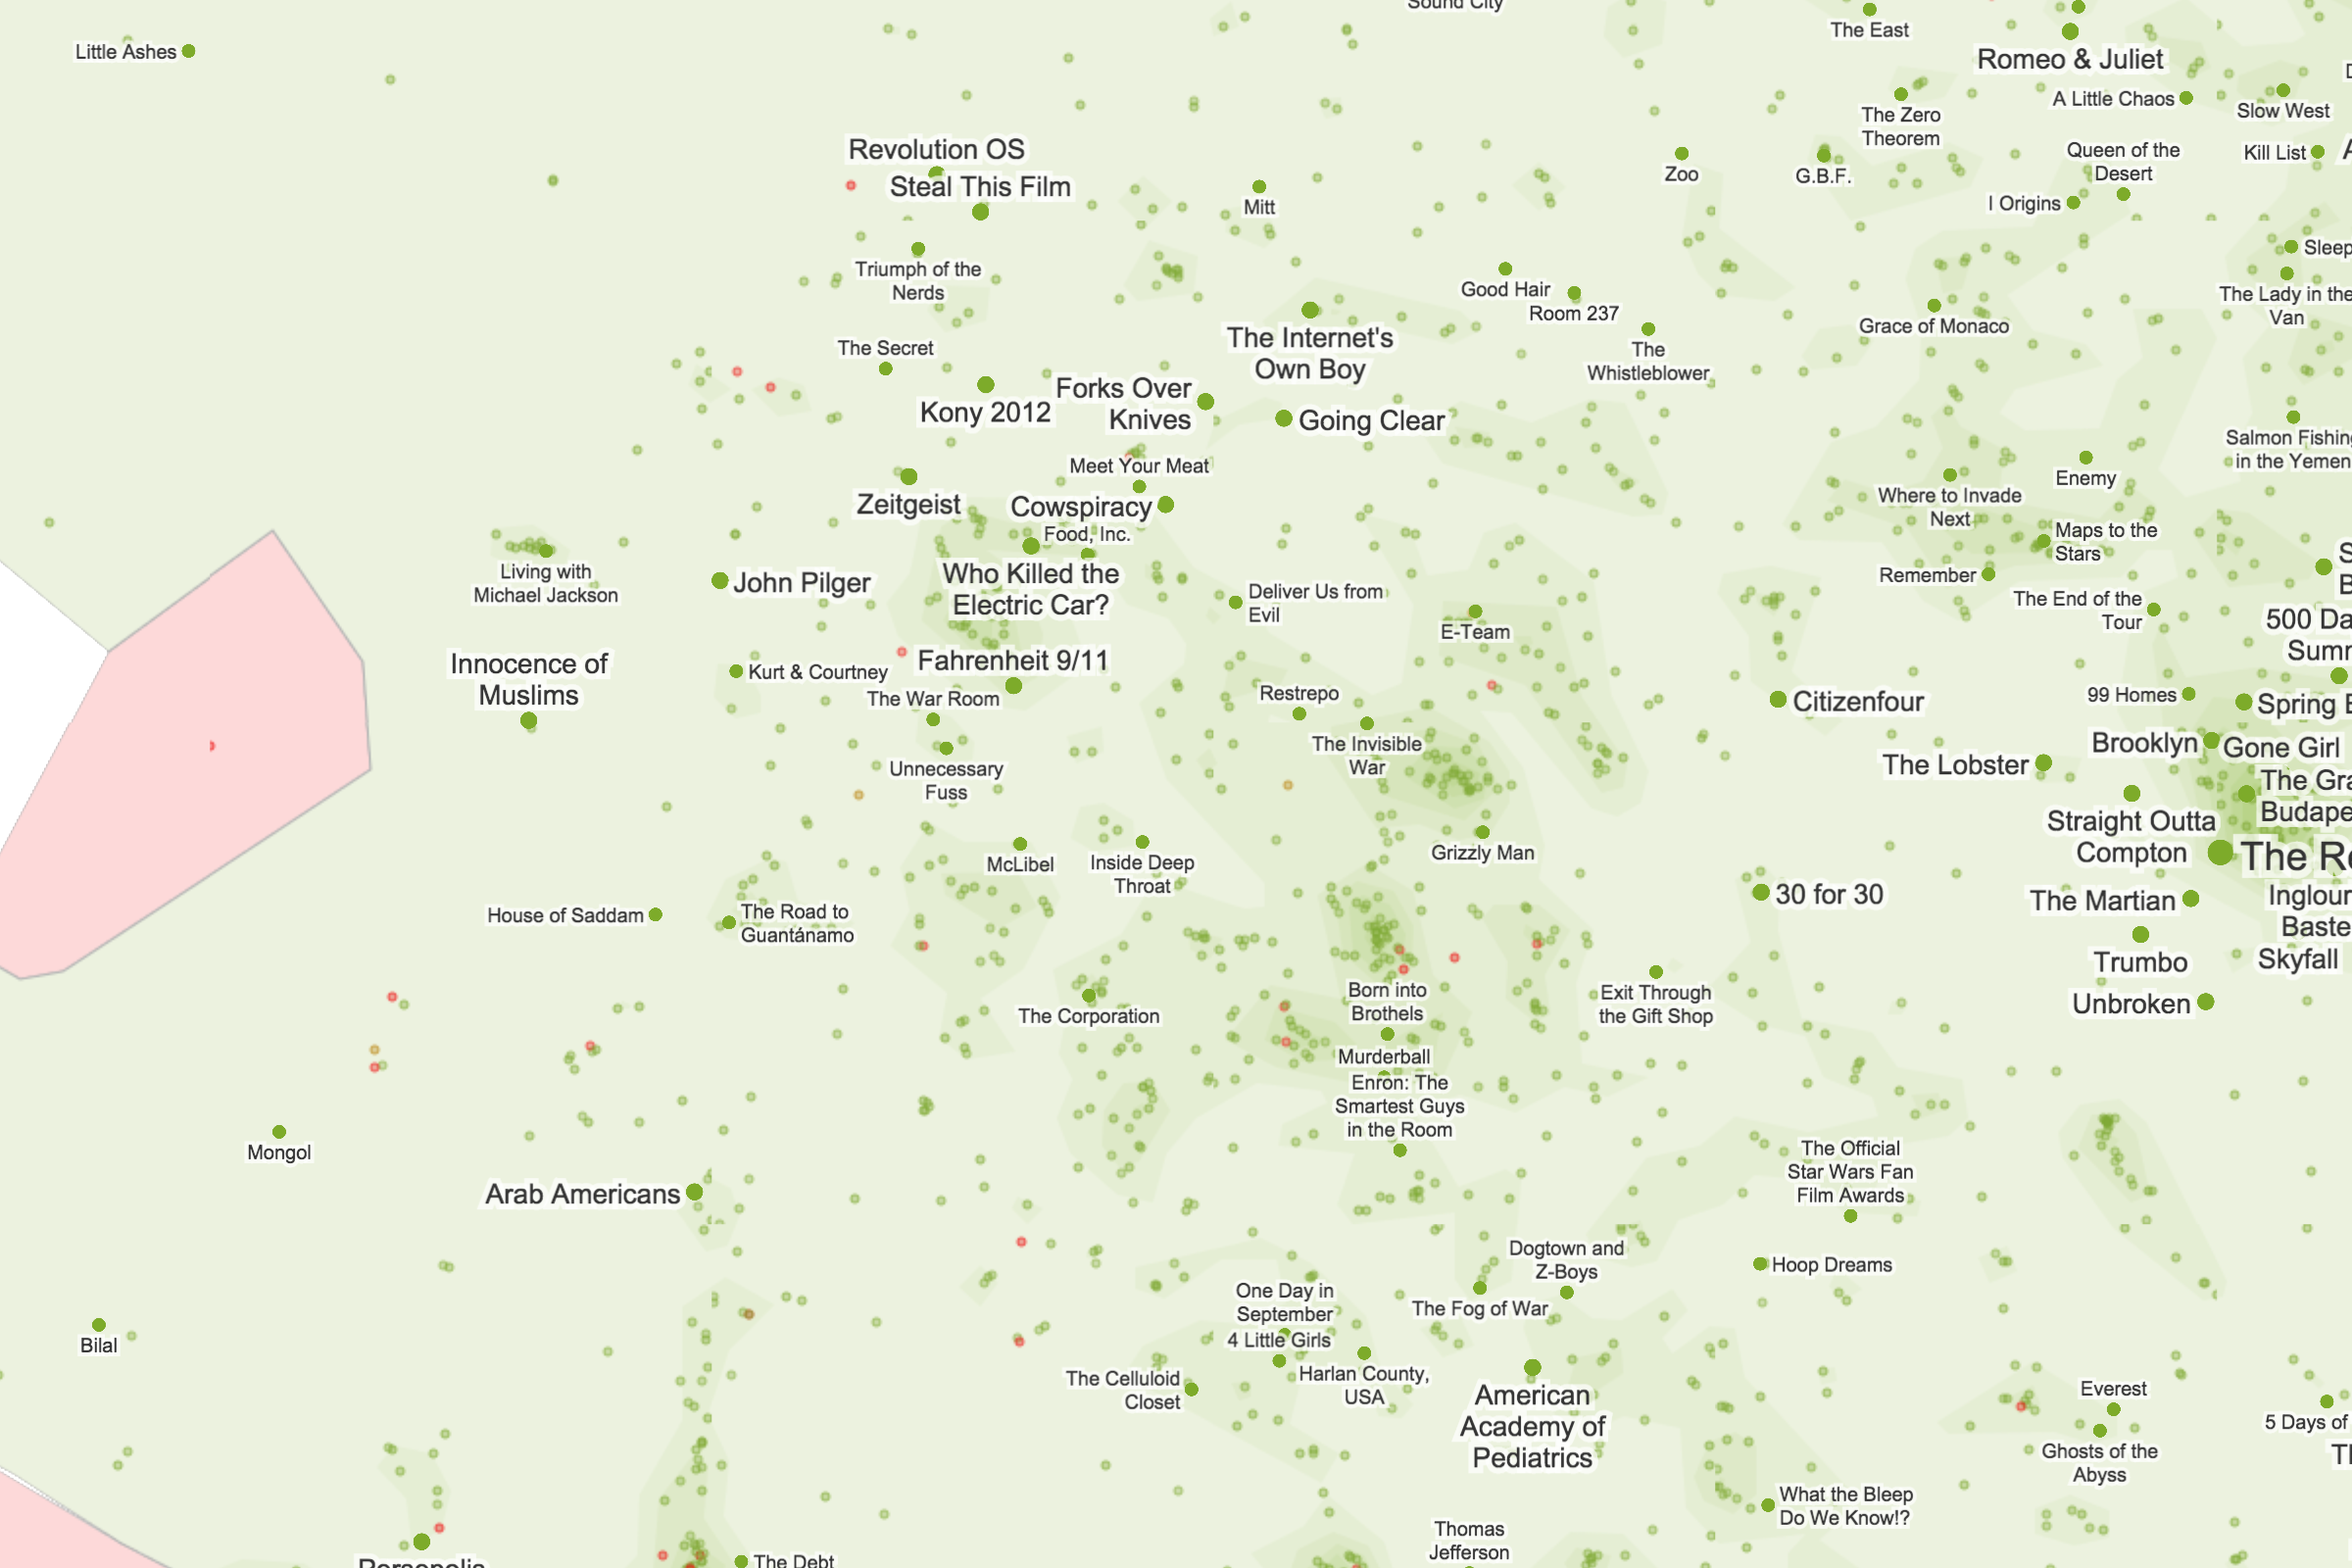 Sound City
The East
Little Ashes
Romeo & Juliet
A Little Chaos
Slow West
The Zero
Theorem
Revolution OS
Queen of the
Desert
Kill List
Steal This Film
Zoo
G.B.F.
Mitt
I Origins
Sleep
Triumph of the
Nerds
Good Hair
Room 237
The Lady in the
Van
Grace of Monaco
The Internet's
Own Boy
The Secret
The
Whistleblower
Forks Over
Knives
Kony 2012
Going Clear
Salmon Fishing
in the Yemen
Meet Your Meat
Enemy
Zeitgeist
Cowspiracy
Where to Invade
Next
Food, Inc.
Maps to the
Stars
Living with
Michael Jackson
John Pilger
Who Killed the
Electric Car?
Deliver Us from
Evil
Remember
The End of the
Tour
500 Da
Summ
E-Team
Innocence of
Muslims
Kurt & Courtney
Fahrenheit 9/11
The War Room
Restrepo
Citizenfour
99 Homes
Spring B
The Invisible
War
Brooklyn
Gone Girl
Unnecessary
Fuss
The Lobster
The Gra
Budape
Straight Outta
Compton
McLibel
Inside Deep
Throat
Grizzly Man
The Re
30 for 30
The Martian
Inglour
Baste
House of Saddam
The Road to
Guantánamo
Trumbo
Skyfall
The Corporation
Born into
Brothels
Exit Through
the Gift Shop
Unbroken
Murderball
Enron: The
Smartest Guys
in the Room
Mongol
The Official
Star Wars Fan
Film Awards
Arab Americans
Dogtown and
Z-Boys
Hoop Dreams
One Day in
September
The Fog of War
Bilal
4 Little Girls
The Celluloid
Closet
Harlan County,
USA
American
Academy of
Pediatrics
Everest
5 Days of
Ghosts of the
Abyss
What the Bleep
Do We Know!?
Thomas
Jefferson
Persepolis
The Debt